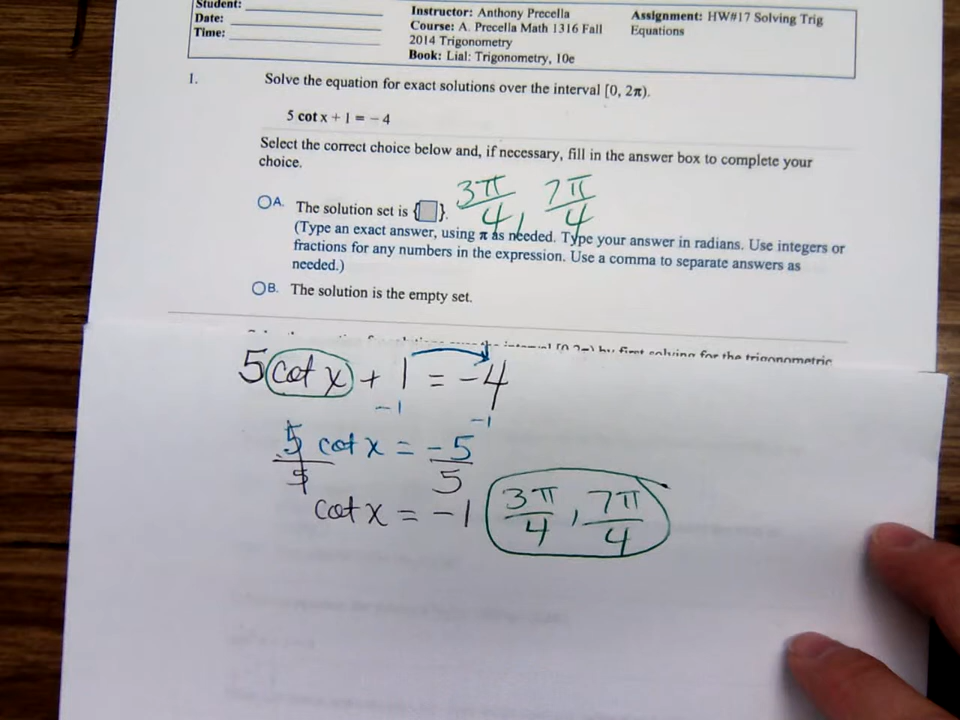 Student:
Date:
Time:
Instructor: Anthony Precella
Course: A. Precella Math 1316 Fall
2014 Trigonometry
Book: Lial: Trigonometry, 10e
Assignment: HW#17 Solving Trig
Equations
1.
Solve the equation for exact solutions over the interval [0, 2π).
5 cot x + 1 = − 4
Select the correct choice below and, if necessary, fill in the answer box to complete your
choice.
A. The solution set is { }. 3π/4, 7π/4
(Type an exact answer, using π as needed. Type your answer in radians. Use integers or
fractions for any numbers in the expression. Use a comma to separate answers as
needed.)
B. The solution is the empty set.
by first solving for the trigonometric
5 cot x + 1 = −4
−1 −1
5 cot x = −5
5 5
cot x = −1 3π/4, 7π/4